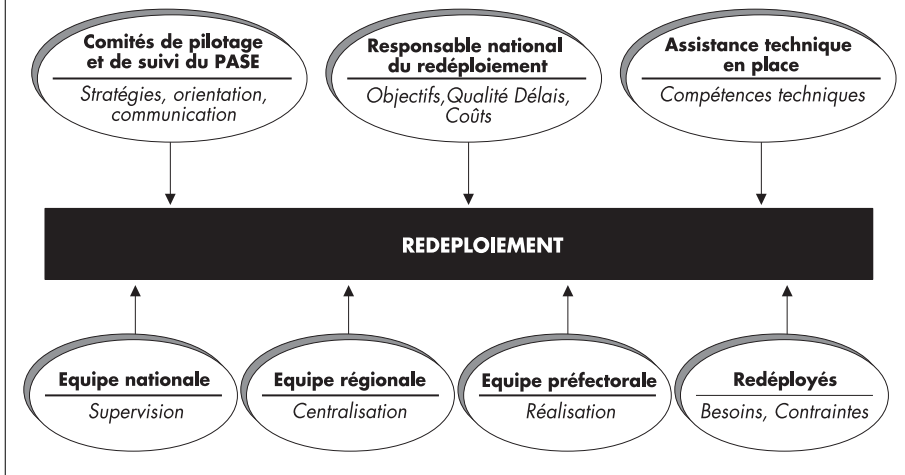 Comités de pilotage
et de suivi du PASE
Stratégies, orientation,
communication
Responsable national
du redéploiement
Objectifs,Qualité Délais,
Coûts
Assistance technique
en place
Compétences techniques
REDEPLOIEMENT
Equipe nationale
Supervision
Equipe régionale
Centralisation
Equipe préfectorale
Réalisation
Redéployés
Besoins, Contraintes